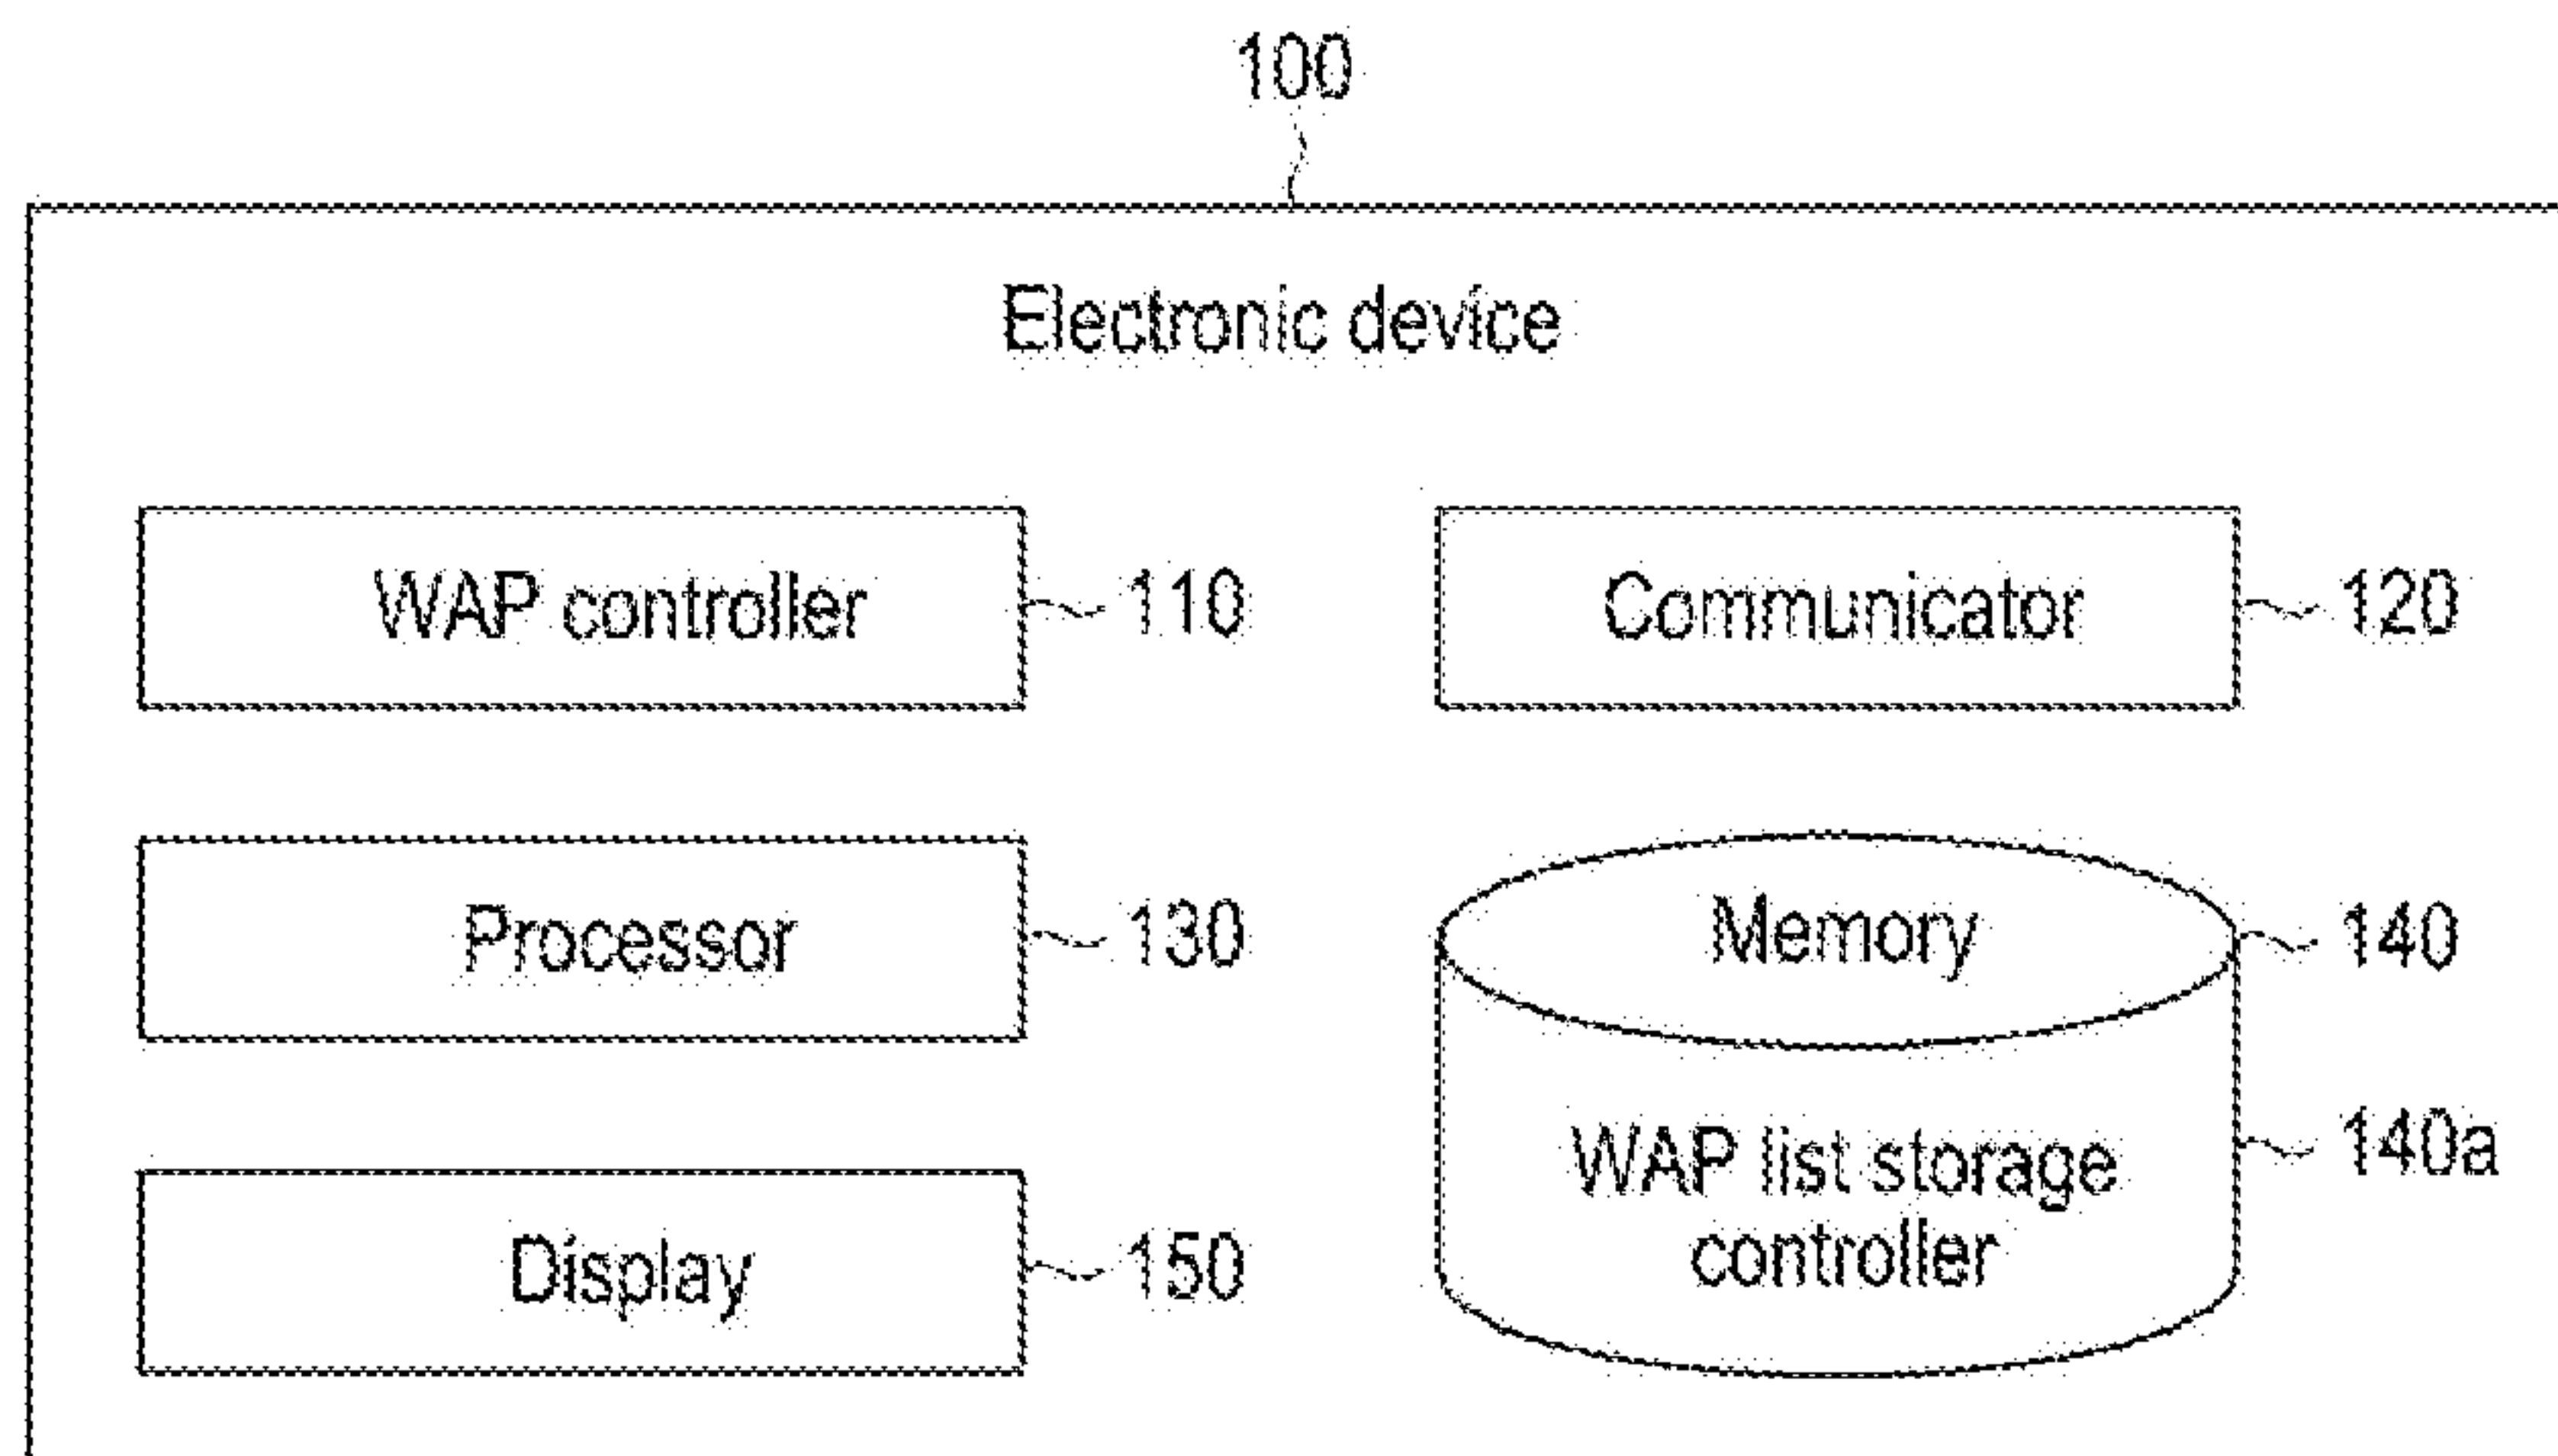 100
Electronic device
WAP controller 110
Communicator 120
Processor 130
Memory 140
WAP list storage 140a
controller
Display 150